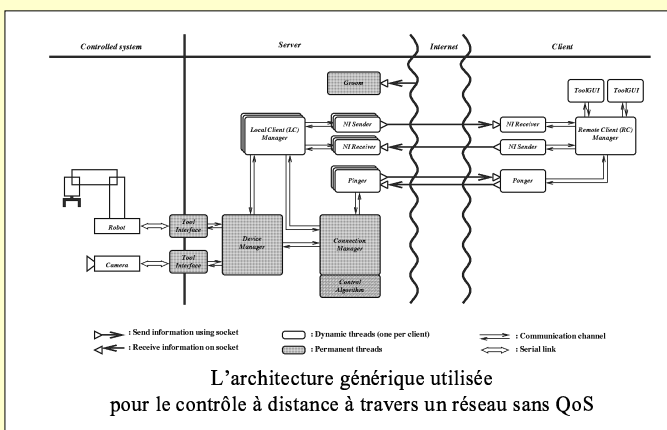 Controlled system
Server
Internet
Client
Groom
ToolGUI
ToolGUI
Local Client (LC)
Manager
NI Sender
NI Receiver
NI Receiver
NI Sender
Remote Client (RC)
Manager
Pinger
Ponger
Robot
Tool
Interface
Device
Manager
Connection
Manager
Camera
Tool
Interface
Control
Algorithm
: Send information using socket
: Dynamic threads (one per client)
: Communication channel
: Receive information on socket
: Permanent threads
: Serial link
L'architecture générique utilisée
pour le contrôle à distance à travers un réseau sans QoS